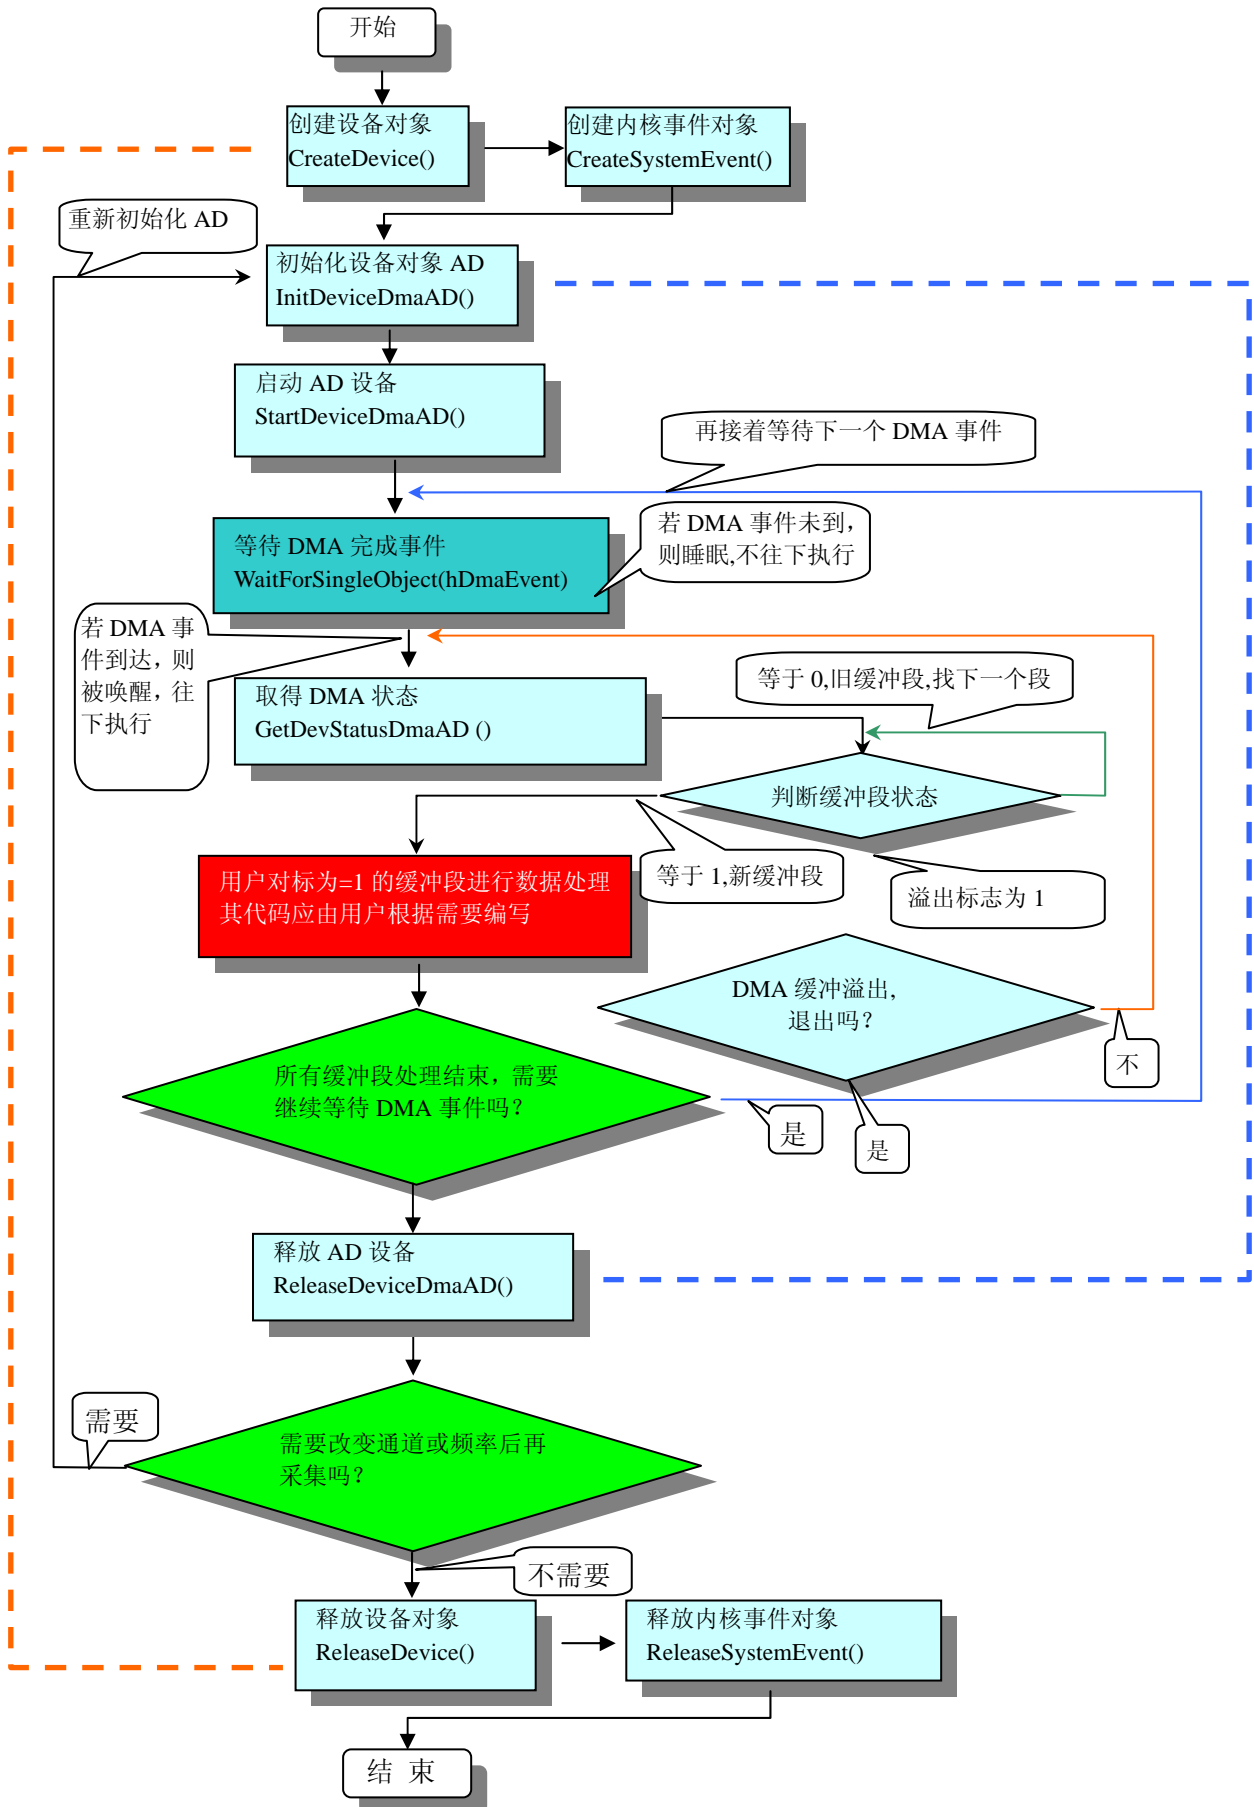 开始
创建设备对象
CreateDevice()
创建内核事件对象
CreateSystemEvent()
重新初始化 AD
初始化设备对象 AD
InitDeviceDmaAD()
启动 AD 设备
StartDeviceDmaAD()
再接着等待下一个 DMA 事件
等待 DMA 完成事件
WaitForSingleObject(hDmaEvent)
若 DMA 事件未到，
则睡眠,不往下执行
若 DMA 事
件到达，则
被唤醒，往
下执行
取得 DMA 状态
GetDevStatusDmaAD ()
等于 0,旧缓冲段,找下一个段
判断缓冲段状态
等于 1,新缓冲段
溢出标志为 1
用户对标为=1 的缓冲段进行数据处理
其代码应由用户根据需要编写
DMA 缓冲溢出,
退出吗？
不
所有缓冲段处理结束，需要
继续等待 DMA 事件吗？
是
是
释放 AD 设备
ReleaseDeviceDmaAD()
需要
需要改变通道或频率后再
采集吗？
不需要
释放设备对象
ReleaseDevice()
释放内核事件对象
ReleaseSystemEvent()
结 束